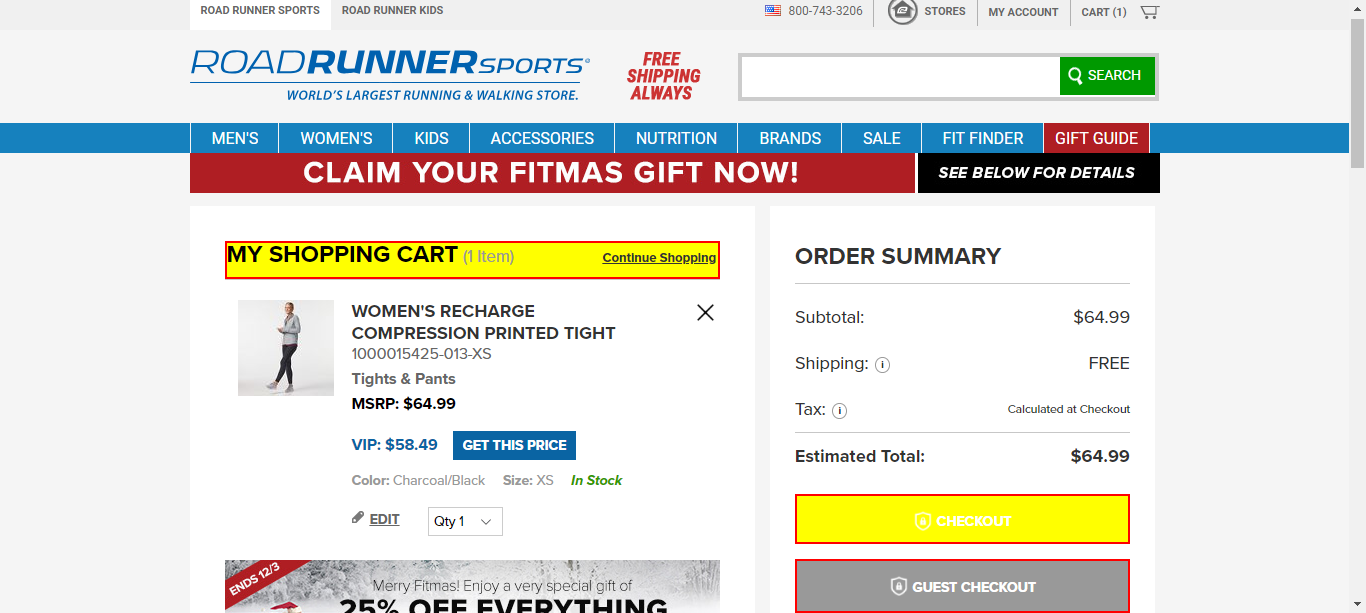 ROAD RUNNER SPORTS ROAD RUNNER KIDS 800-743-3206 STORES MY ACCOUNT CART (1)
ROADRUNNERSPORTS
WORLD'S LARGEST RUNNING & WALKING STORE.
FREE
SHIPPING
ALWAYS
SEARCH
MEN'S WOMEN'S KIDS ACCESSORIES NUTRITION BRANDS SALE FIT FINDER GIFT GUIDE
CLAIM YOUR FITMAS GIFT NOW! SEE BELOW FOR DETAILS
MY SHOPPING CART (1 Item) Continue Shopping
WOMEN'S RECHARGE
COMPRESSION PRINTED TIGHT
1000015425-013-XS
Tights & Pants
MSRP: $64.99
VIP: $58.49 GET THIS PRICE
Color: Charcoal/Black Size: XS In Stock
EDIT Qty 1
ENDS 12/3
Merry Fitmas! Enjoy a very special gift of
25% OFF EVERYTHING
ORDER SUMMARY
Subtotal: $64.99
Shipping: i FREE
Tax: i Calculated at Checkout
Estimated Total: $64.99
CHECKOUT
GUEST CHECKOUT